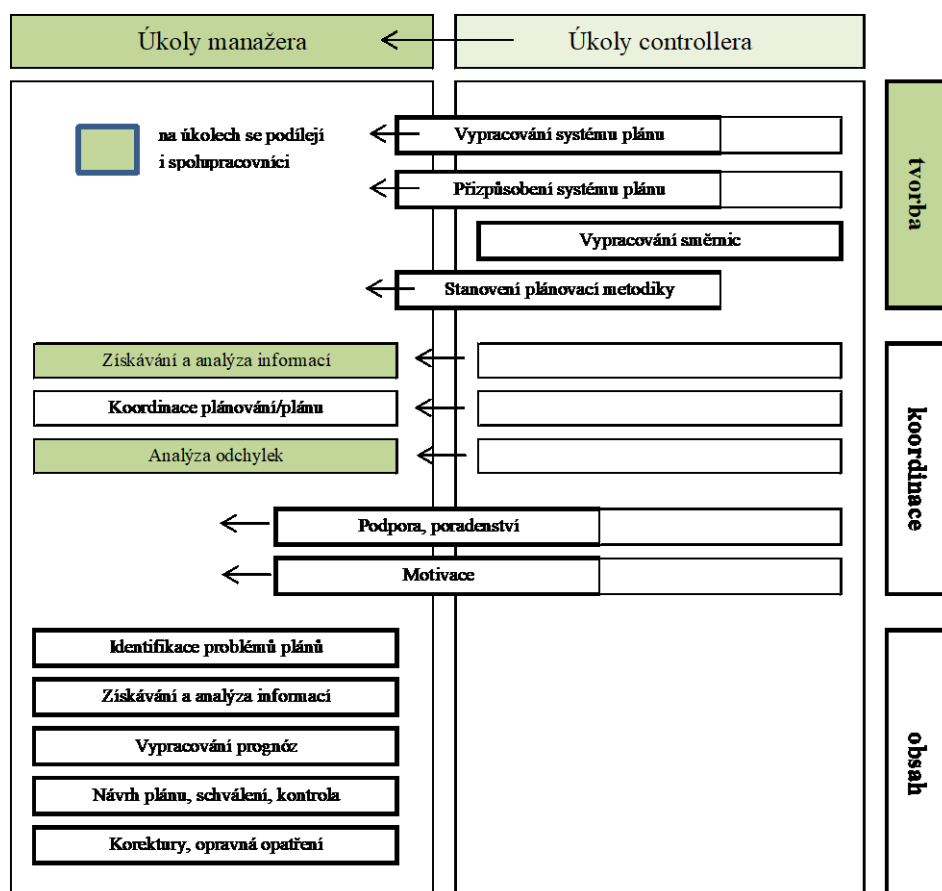 Úkoly manažera
Úkoly controllera
na úkolech se podílejí
i spolupracovníci
Vypracování systému plánu
Přizpůsobení systému plánu
Vypracování směrnic
Stanovení plánovací metodiky
tvorba
Získávání a analýza informací
Koordinace plánování/plánu
Analýza odchylek
Podpora, poradenství
Motivace
koordinace
Identifikace problémů plánů
Získávání a analýza informací
Vypracování prognóz
Návrh plánu, schválení, kontrola
Korektury, opravná opatření
obsah